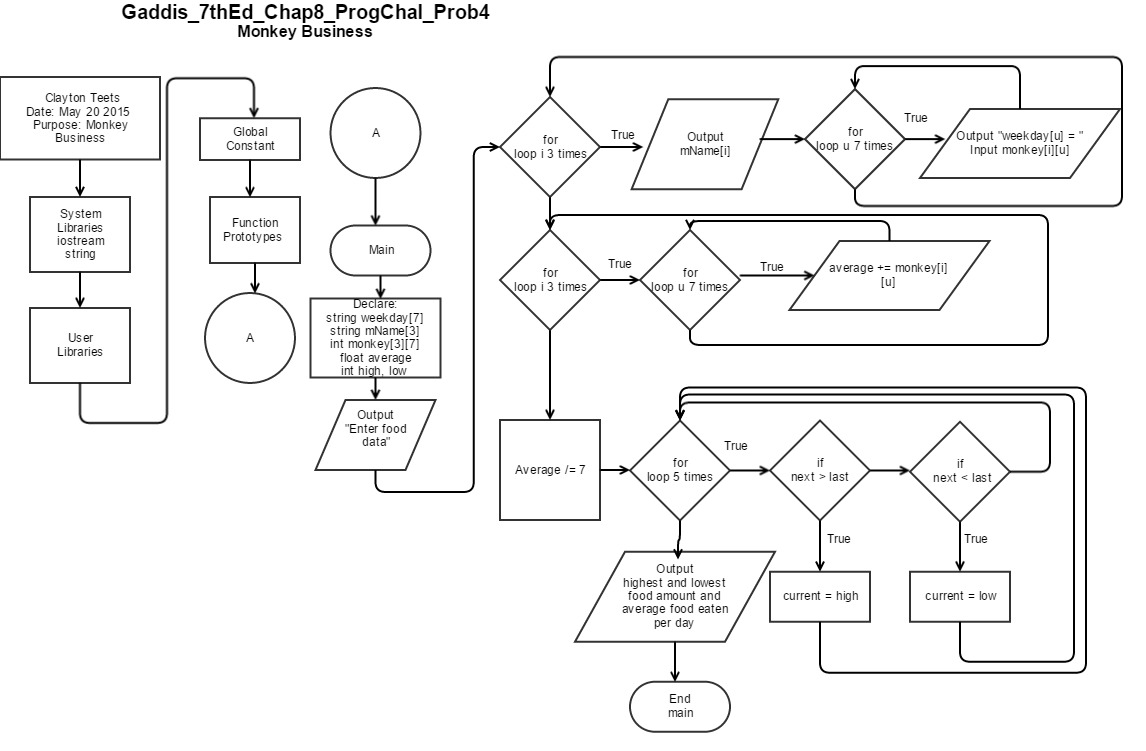 Gaddis_7thEd_Chap8_ProgChal_Prob4
Monkey Business
Clayton Teets
Date: May 20 2015
Purpose: Monkey
Business
System
Libraries
iostream
string
User
Libraries
Global
Constant
Function
Prototypes
A
A
Main
Declare:
string weekday[7]
string mName[3]
int monkey[3][7]
float average
int high, low
Output
"Enter food
data"
for
loop i 3 times
True
Output
mName[i]
for
loop u 7 times
True
Output "weekday[u] = "
Input monkey[i][u]
for
loop i 3 times
True
for
loop u 7 times
True
average += monkey[i]
[u]
Average /= 7
for
loop 5 times
True
if
next > last
True
current = high
if
next < last
True
current = low
Output
highest and lowest
food amount and
average food eaten
per day
End
main